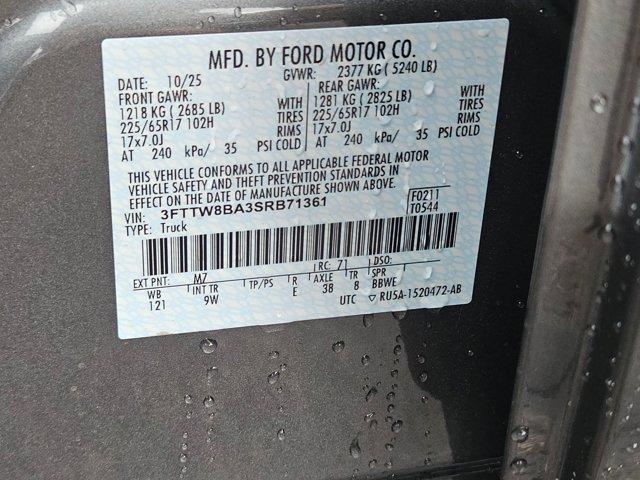 MFD. BY FORD MOTOR CO.
DATE: 10/25 GVWR: 2377 KG ( 5240 LB)
FRONT GAWR: REAR GAWR:
1218 KG ( 2685 LB) WITH 1281 KG ( 2825 LB) WITH
225/65R17 102H TIRES 225/65R17 102H TIRES
17x7.0J RIMS 17x7.0J RIMS
AT 240 kPa/ 35 PSI COLD AT 240 kPa/ 35 PSI COLD
THIS VEHICLE CONFORMS TO ALL APPLICABLE FEDERAL MOTOR
VEHICLE SAFETY AND THEFT PREVENTION STANDARDS IN
EFFECT ON THE DATE OF MANUFACTURE SHOWN ABOVE.
VIN: 3FTTW8BA3SRB71361 F0211
TYPE: Truck T0544
EXT PNT: M7 RC: 71 DSO:
WB INT TR TP/PS R AXLE TR SPR
121 9W E 38 8 BBWE
UTC ▽ RU5A-1520472-AB